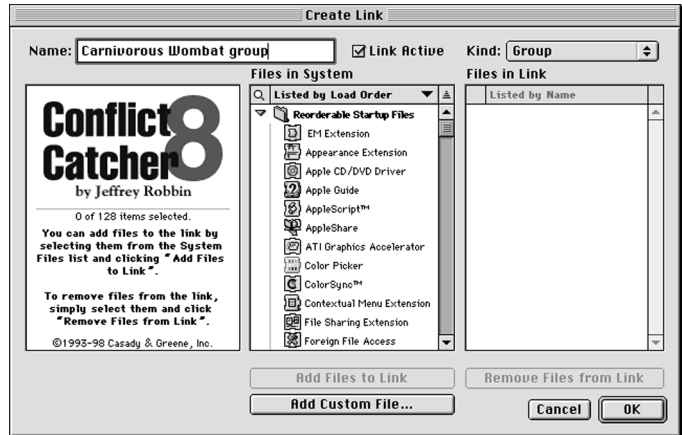 Create Link
Name: Carnivorous Wombat group
Link Active
Kind: Group
Files in System
Files in Link
Listed by Load Order
Listed by Name
Conflict
Catcher 8
by Jeffrey Robbin
0 of 128 items selected.
You can add files to the link by
selecting them from the System
Files list and clicking “Add Files
to Link”.
To remove files from the link,
simply select them and click
“Remove Files from Link”.
©1993-98 Casady & Greene, Inc.
Reorderable Startup Files
EM Extension
Appearance Extension
Apple CD/DVD Driver
Apple Guide
AppleScript™
AppleShare
ATI Graphics Accelerator
Color Picker
ColorSync™
Contextual Menu Extension
File Sharing Extension
Foreign File Access
Add Files to Link
Remove Files from Link
Add Custom File...
Cancel
OK